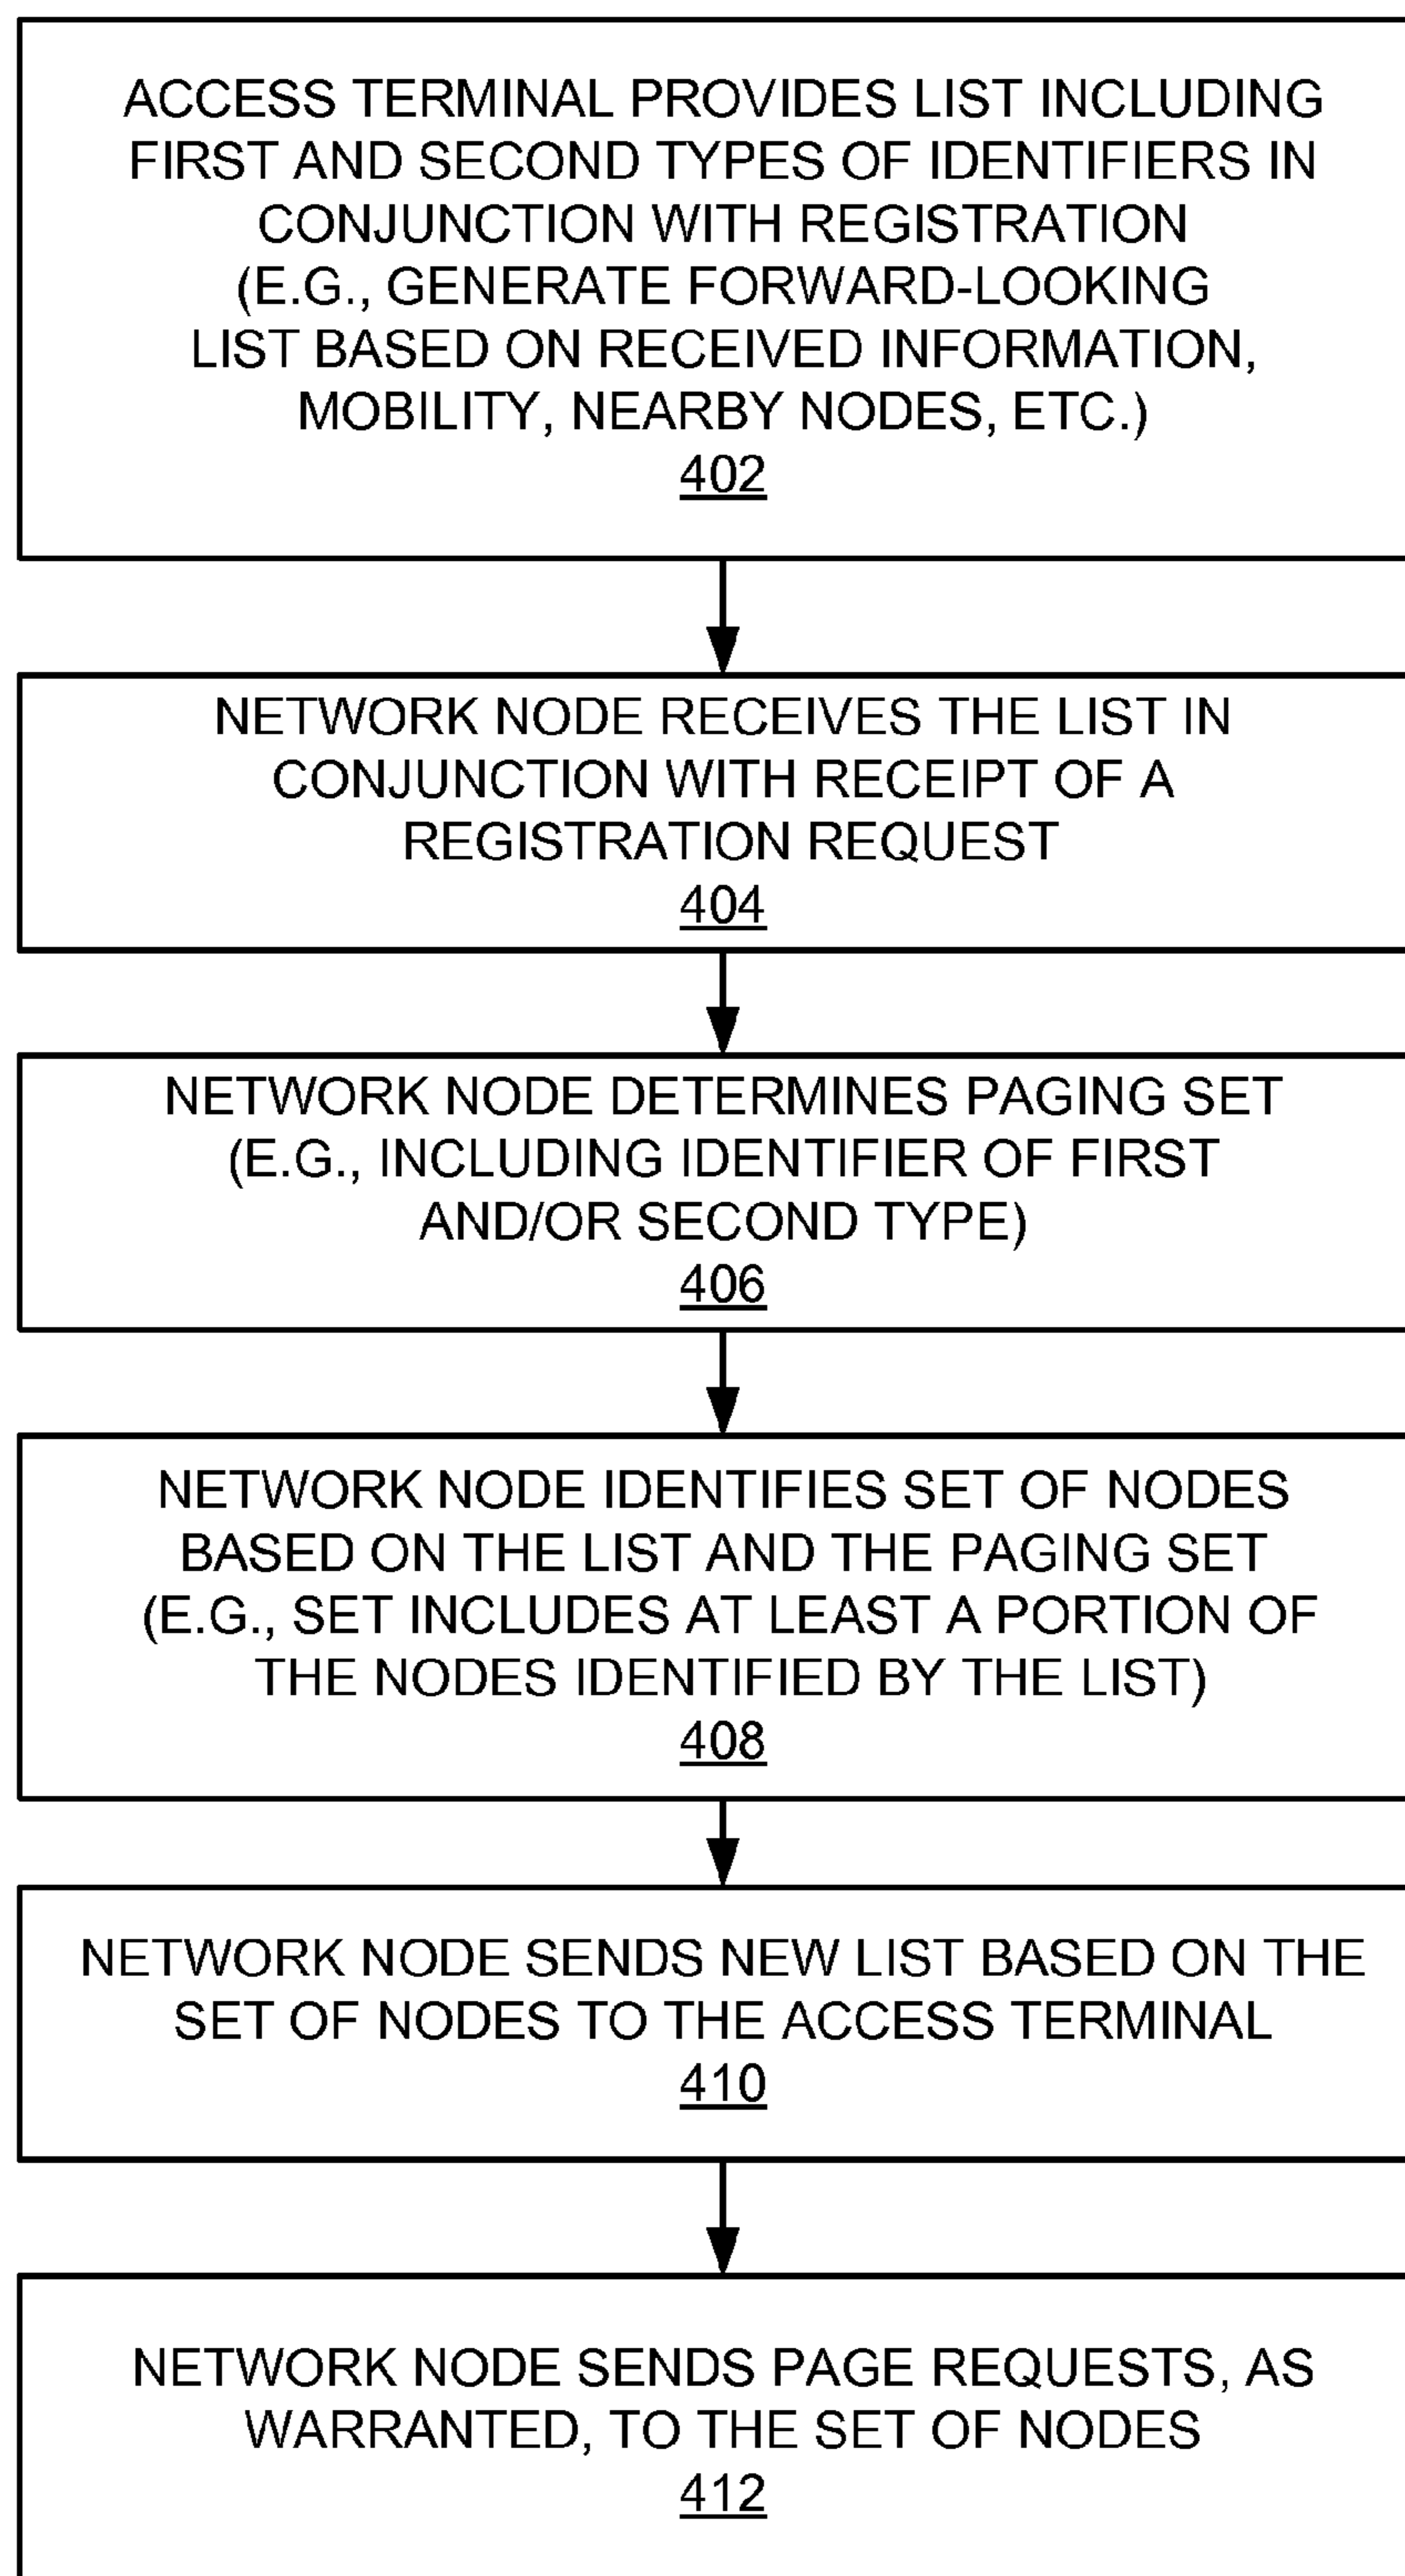 ACCESS TERMINAL PROVIDES LIST INCLUDING
FIRST AND SECOND TYPES OF IDENTIFIERS IN
CONJUNCTION WITH REGISTRATION
(E.G., GENERATE FORWARD-LOOKING
LIST BASED ON RECEIVED INFORMATION,
MOBILITY, NEARBY NODES, ETC.)
402
NETWORK NODE RECEIVES THE LIST IN
CONJUNCTION WITH RECEIPT OF A
REGISTRATION REQUEST
404
NETWORK NODE DETERMINES PAGING SET
(E.G., INCLUDING IDENTIFIER OF FIRST
AND/OR SECOND TYPE)
406
NETWORK NODE IDENTIFIES SET OF NODES
BASED ON THE LIST AND THE PAGING SET
(E.G., SET INCLUDES AT LEAST A PORTION OF
THE NODES IDENTIFIED BY THE LIST)
408
NETWORK NODE SENDS NEW LIST BASED ON THE
SET OF NODES TO THE ACCESS TERMINAL
410
NETWORK NODE SENDS PAGE REQUESTS, AS
WARRANTED, TO THE SET OF NODES
412